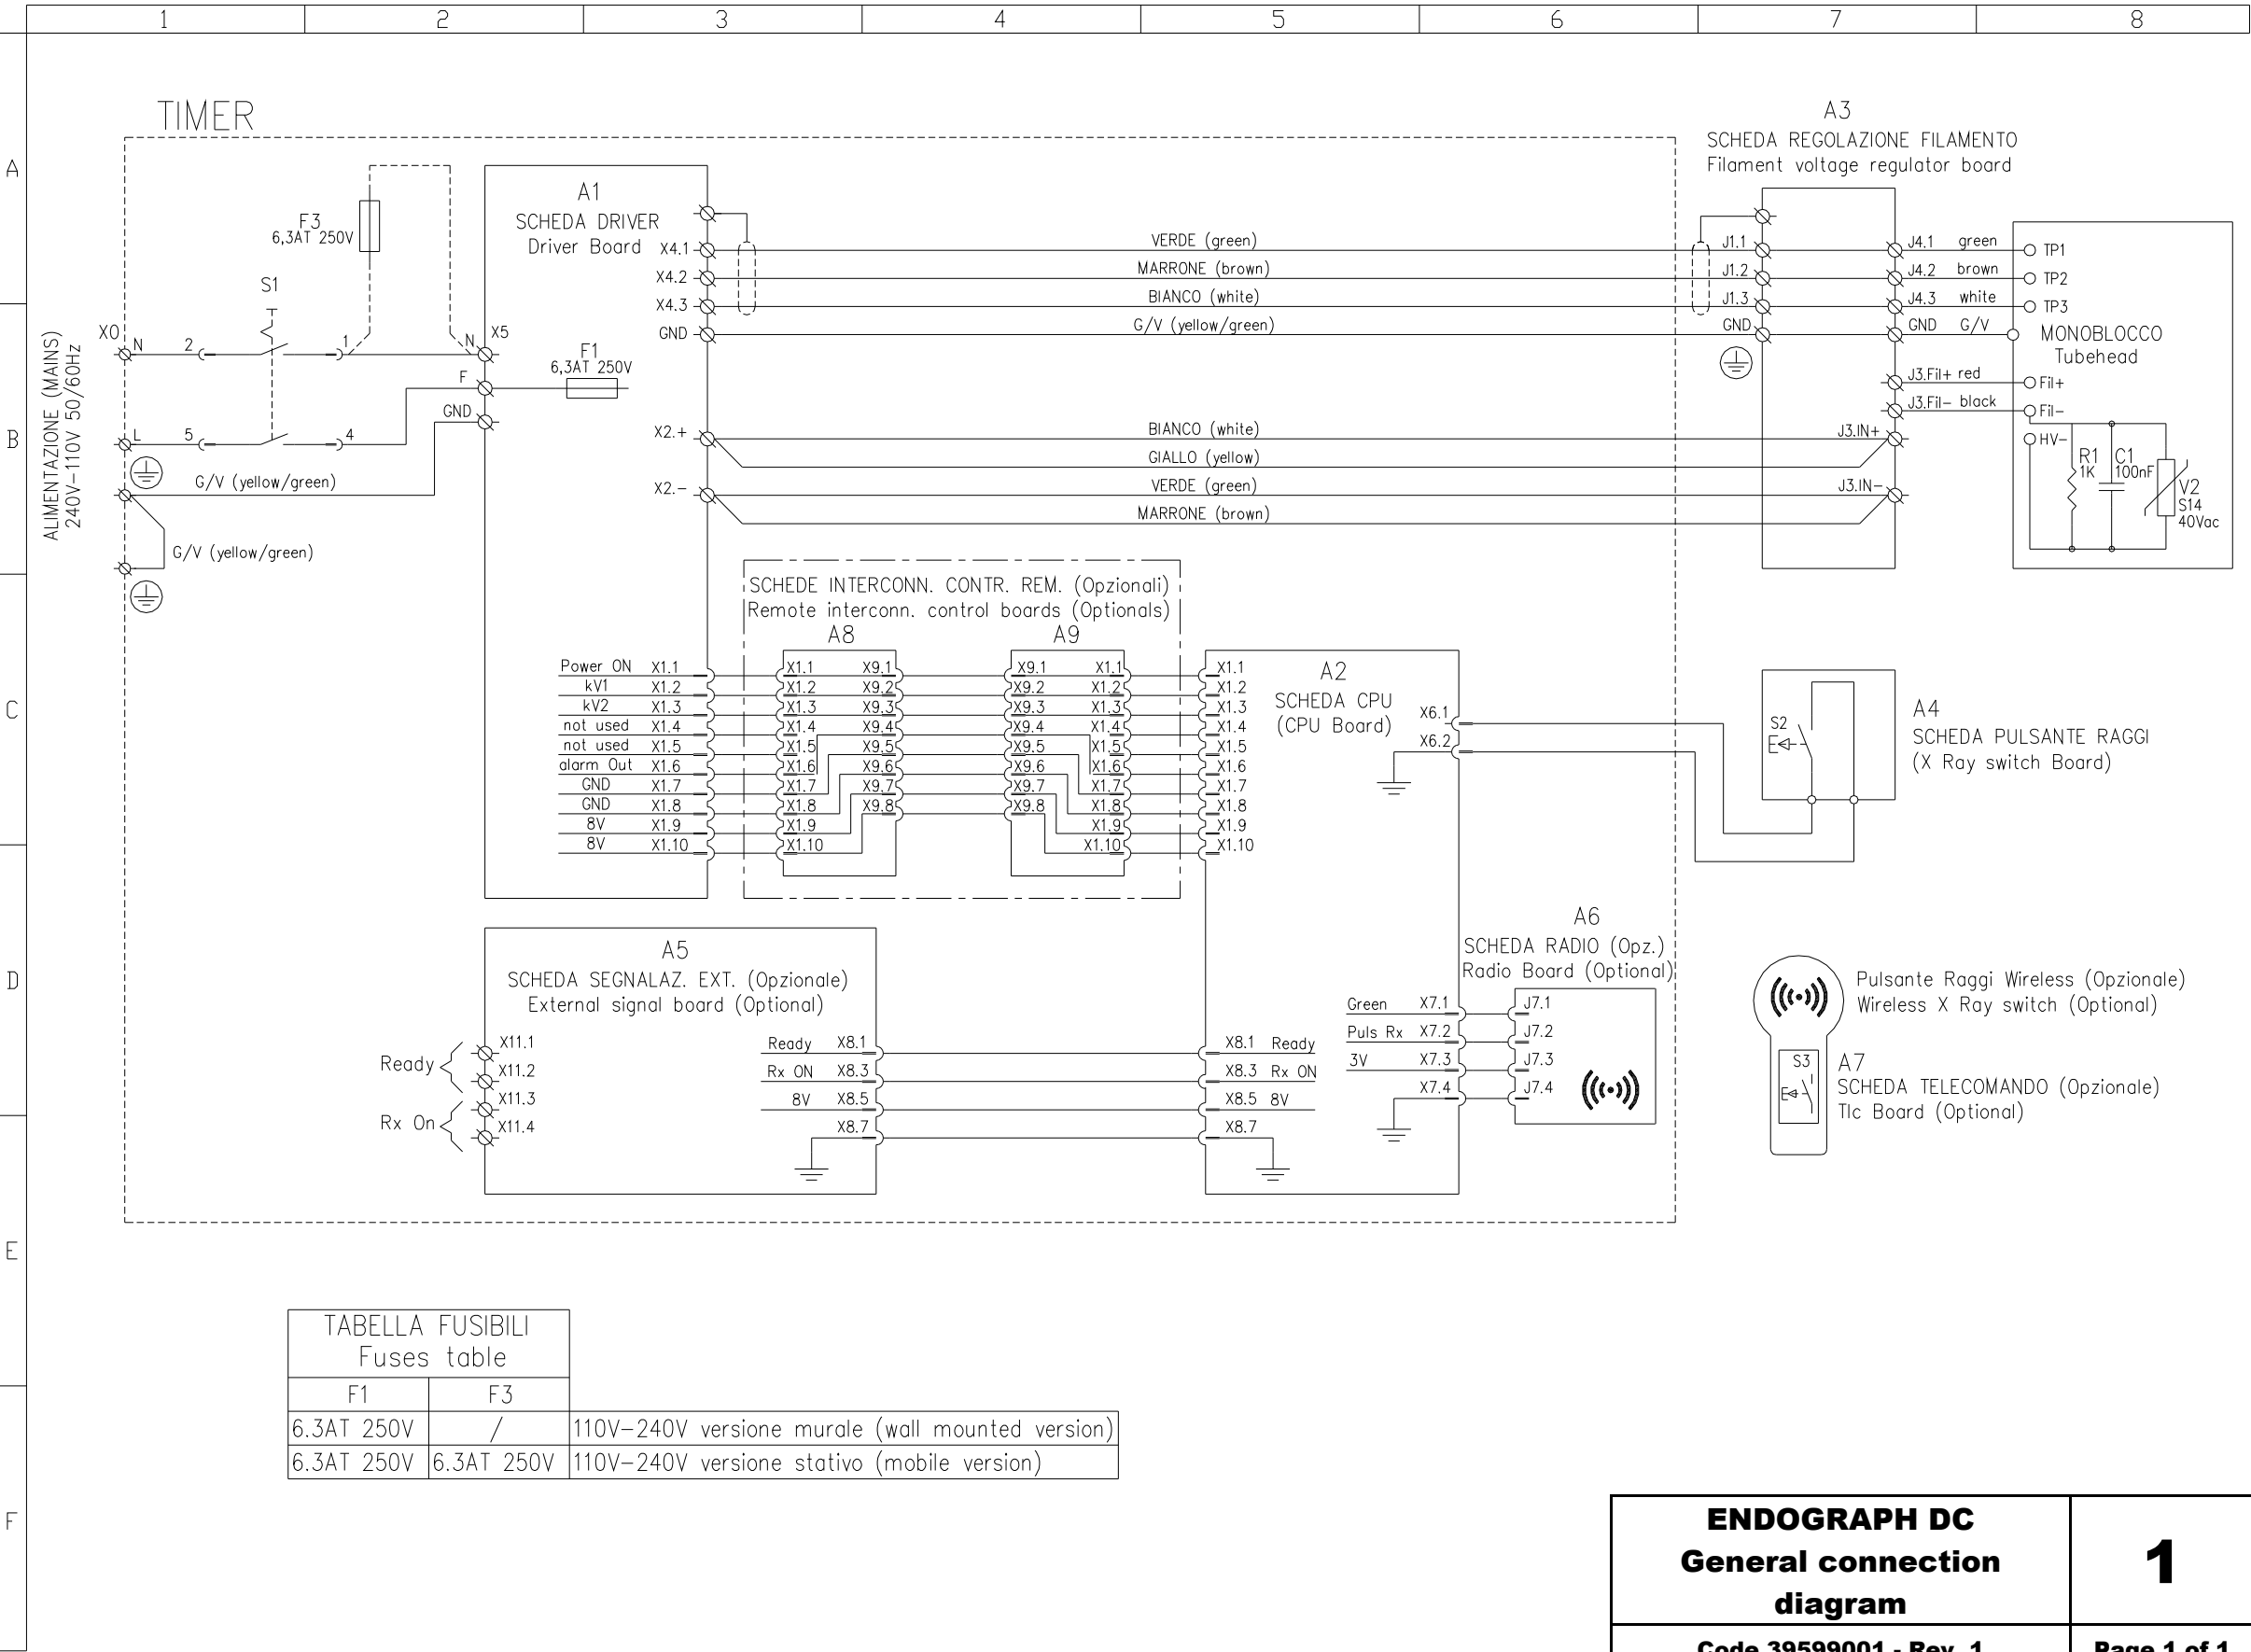 1 2 3 4 5 6 7 8
A
B
C
D
E
F
TIMER
ALIMENTAZIONE (MAINS)
240V-110V 50/60Hz
X0
N
2
1
N
X5
S1
F3
6,3AT 250V
L
5
4
F
GND
G/V (yellow/green)
G/V (yellow/green)
A1
SCHEDA DRIVER
Driver Board
X4.1
X4.2
X4.3
GND
F1
6,3AT 250V
X2.+
X2.-
VERDE (green)
MARRONE (brown)
BIANCO (white)
G/V (yellow/green)
BIANCO (white)
GIALLO (yellow)
VERDE (green)
MARRONE (brown)
A3
SCHEDA REGOLAZIONE FILAMENTO
Filament voltage regulator board
J1.1
J1.2
J1.3
GND
J4.1 green
J4.2 brown
J4.3 white
GND G/V
J3.Fil+ red
J3.Fil- black
J3.IN+
J3.IN-
TP1
TP2
TP3
MONOBLOCCO
Tubehead
Fil+
Fil-
HV-
R1
1K
C1
100nF
V2
S14
40Vac
SCHEDE INTERCONN. CONTR. REM. (Opzionali)
Remote interconn. control boards (Optionals)
A8
A9
Power ON X1.1
kV1 X1.2
kV2 X1.3
not used X1.4
not used X1.5
alarm Out X1.6
GND X1.7
GND X1.8
8V X1.9
8V X1.10
X1.1 X9.1
X1.2 X9.2
X1.3 X9.3
X1.4 X9.4
X1.5 X9.5
X1.6 X9.6
X1.7 X9.7
X1.8 X9.8
X1.9
X1.10
X9.1 X1.1
X9.2 X1.2
X9.3 X1.3
X9.4 X1.4
X9.5 X1.5
X9.6 X1.6
X9.7 X1.7
X9.8 X1.8
X1.9
X1.10
X1.1
X1.2
X1.3
X1.4
X1.5
X1.6
X1.7
X1.8
X1.9
X1.10
A2
SCHEDA CPU
(CPU Board)
X6.1
X6.2
S2
A4
SCHEDA PULSANTE RAGGI
(X Ray switch Board)
A5
SCHEDA SEGNALAZ. EXT. (Opzionale)
External signal board (Optional)
Ready
Rx On
X11.1
X11.2
X11.3
X11.4
Ready X8.1
Rx ON X8.3
8V X8.5
X8.7
X8.1 Ready
X8.3 Rx ON
X8.5 8V
X8.7
A6
SCHEDA RADIO (Opz.)
Radio Board (Optional)
Green X7.1
Puls Rx X7.2
3V X7.3
X7.4
J7.1
J7.2
J7.3
J7.4
Pulsante Raggi Wireless (Opzionale)
Wireless X Ray switch (Optional)
S3
A7
SCHEDA TELECOMANDO (Opzionale)
Tlc Board (Optional)
TABELLA FUSIBILI
Fuses table
F1 F3
6.3AT 250V / 110V-240V versione murale (wall mounted version)
6.3AT 250V 6.3AT 250V 110V-240V versione stativo (mobile version)
ENDOGRAPH DC
General connection
diagram
1
Code 39599001 - Rev. 1
Page 1 of 1